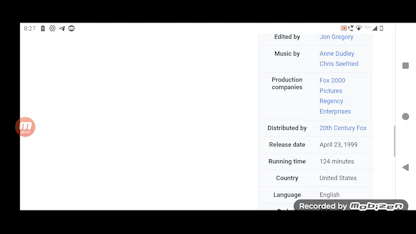 8:27
Edited by Jon Gregory
Music by Anne Dudley
Chris Seefried
Production companies Fox 2000
Pictures
Regency
Enterprises
Distributed by 20th Century Fox
Release date April 23, 1999
Running time 124 minutes
Country United States
Language English
Recorded by Mobizen